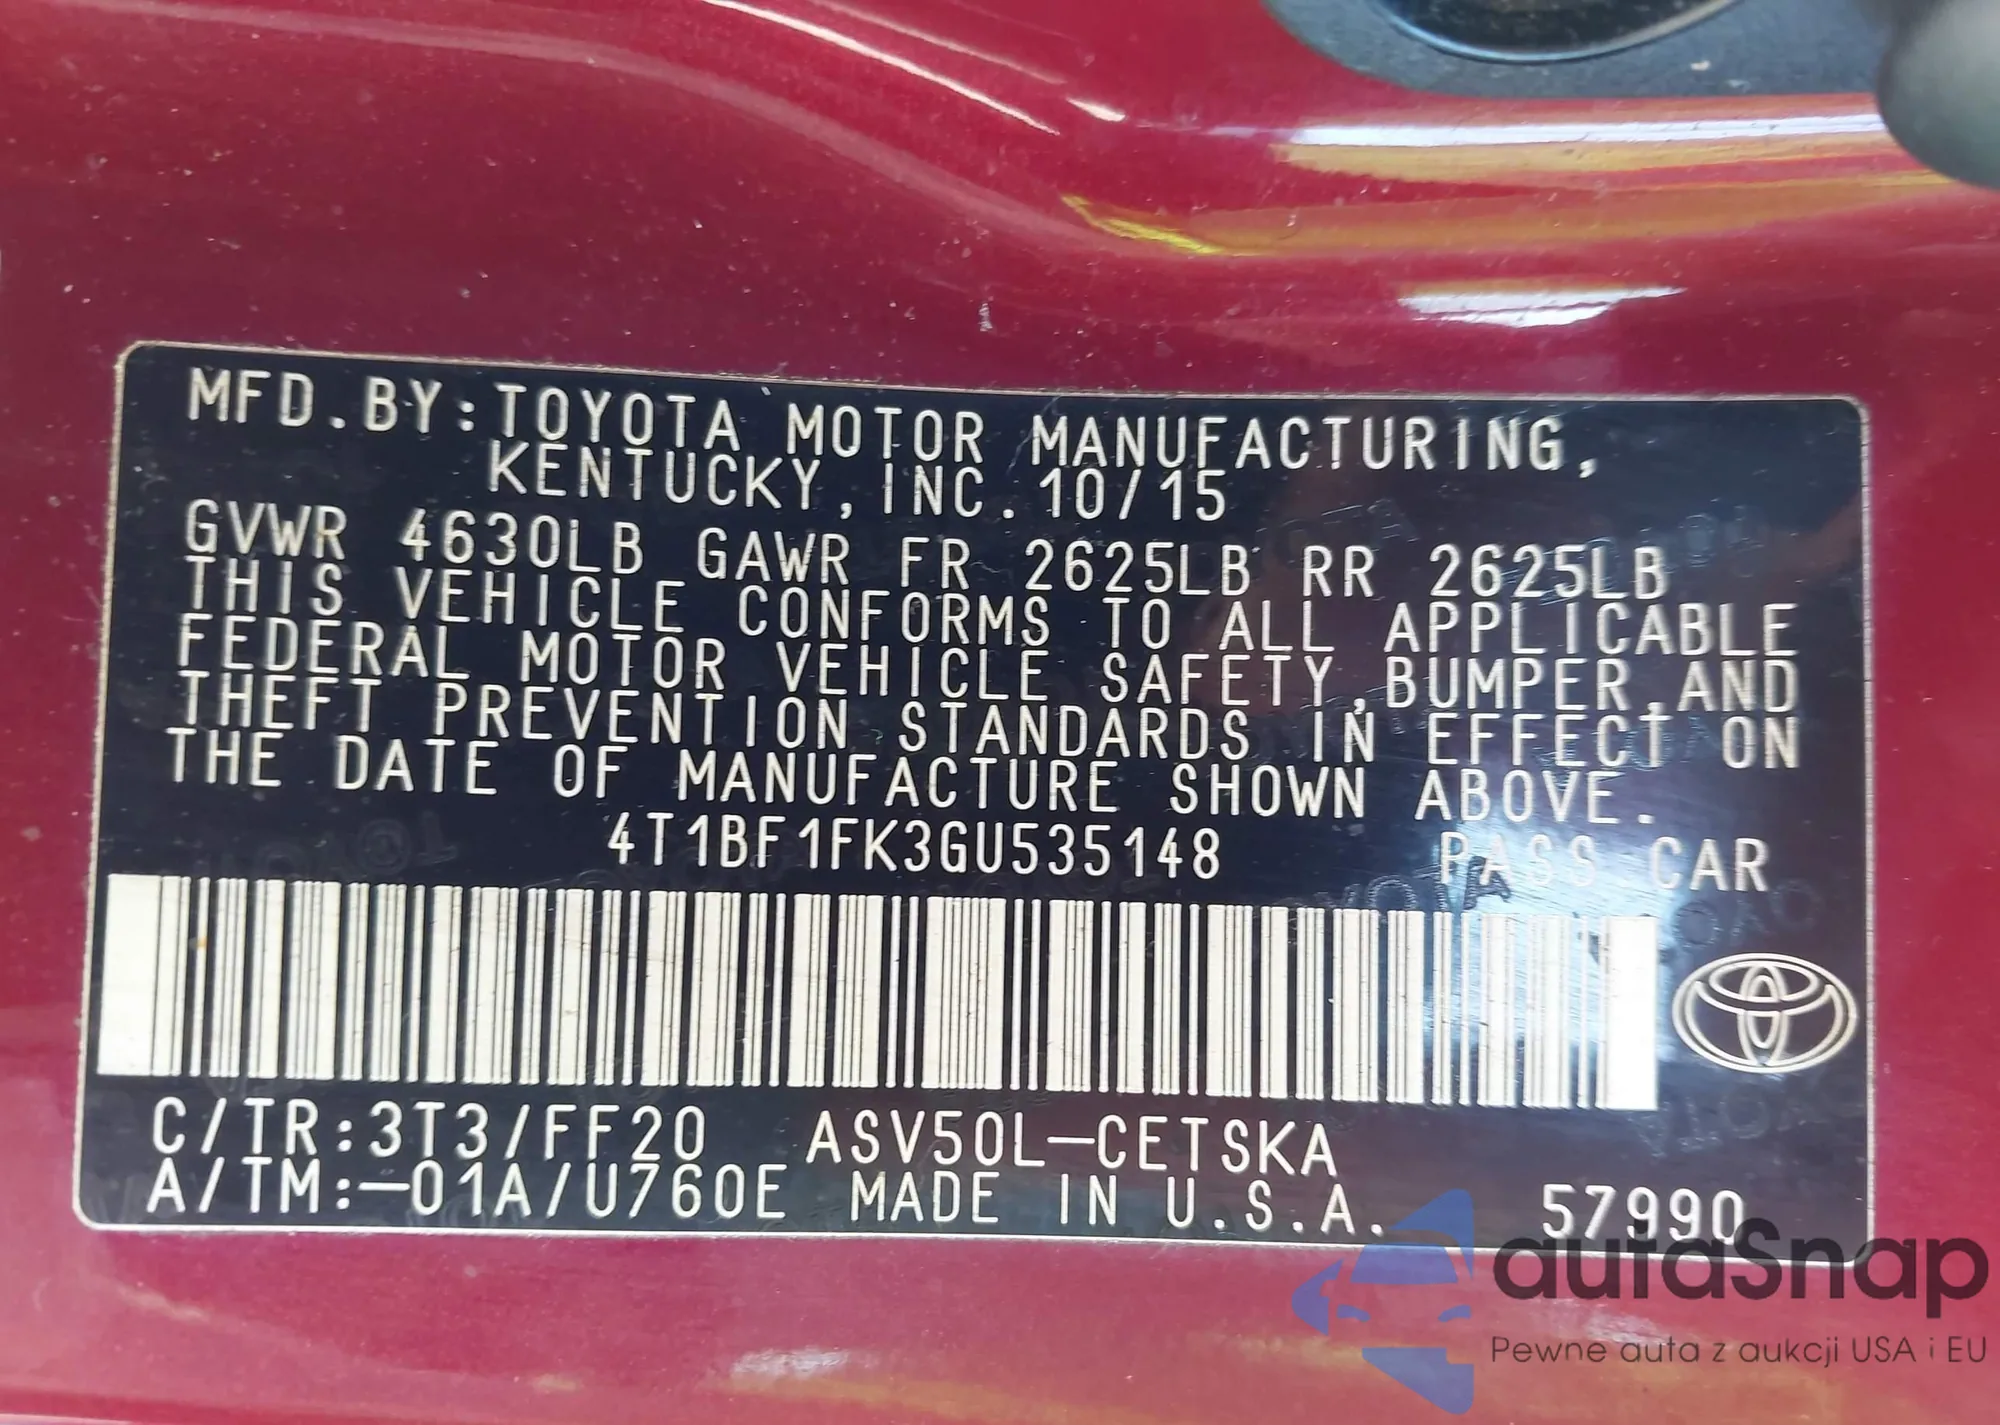 MFD.BY:TOYOTA MOTOR MANUFACTURING,
KENTUCKY,INC. 10/15
GVWR 4630LB GAWR FR 2625LB RR 2625LB
THIS VEHICLE CONFORMS TO ALL APPLICABLE
FEDERAL MOTOR VEHICLE SAFETY,BUMPER,AND
THEFT PREVENTION STANDARDS IN EFFECT ON
THE DATE OF MANUFACTURE SHOWN ABOVE.
4T1BF1FK3GU535148 PASS CAR
C/TR:3T3/FF20 ASV50L-CETSKA
A/TM:-01A/U760E MADE IN U.S.A. 57990
autaSnap
Pewne auta z aukcji USA i EU